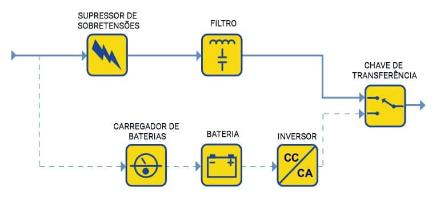 SUPRESSOR DE
SOBRETENSÕES
FILTRO
CHAVE DE
TRANSFERÊNCIA
CARREGADOR DE
BATERIAS
BATERIA
INVERSOR
CC
CA